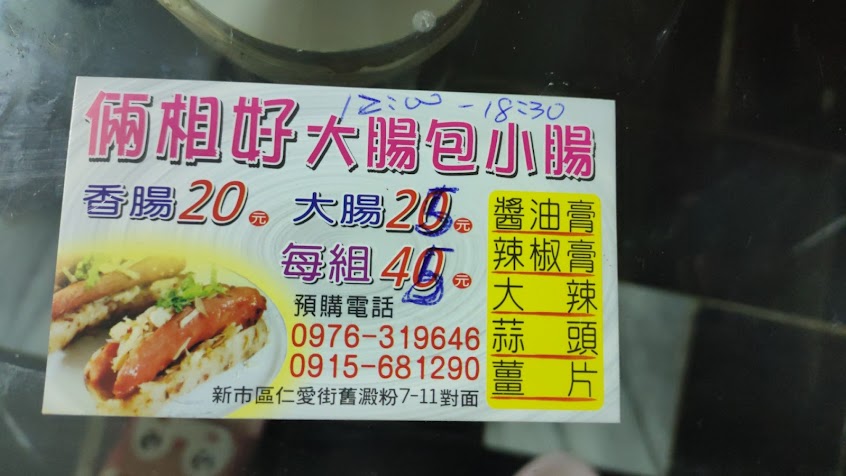 12:00-18:30
倆相好大腸包小腸
香腸20元 大腸25元
每組45元
預購電話
0976-319646
0915-681290
新市區仁愛街舊澱粉7-11對面
醬油膏
辣椒膏
大辣
蒜頭
薑片